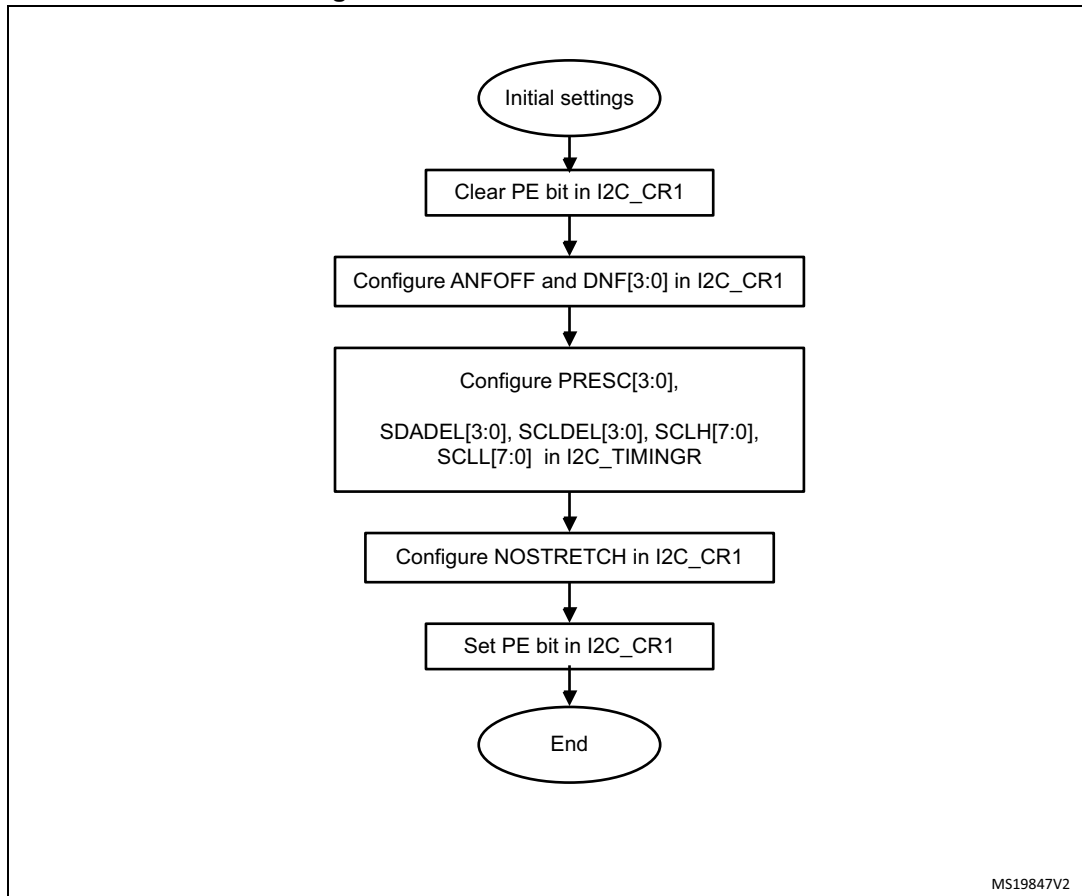 Initial settings
Clear PE bit in I2C_CR1
Configure ANFOFF and DNF[3:0] in I2C_CR1
Configure PRESC[3:0],
SDADEL[3:0], SCLDEL[3:0], SCLH[7:0],
SCLL[7:0] in I2C_TIMINGR
Configure NOSTRETCH in I2C_CR1
Set PE bit in I2C_CR1
End
MS19847V2